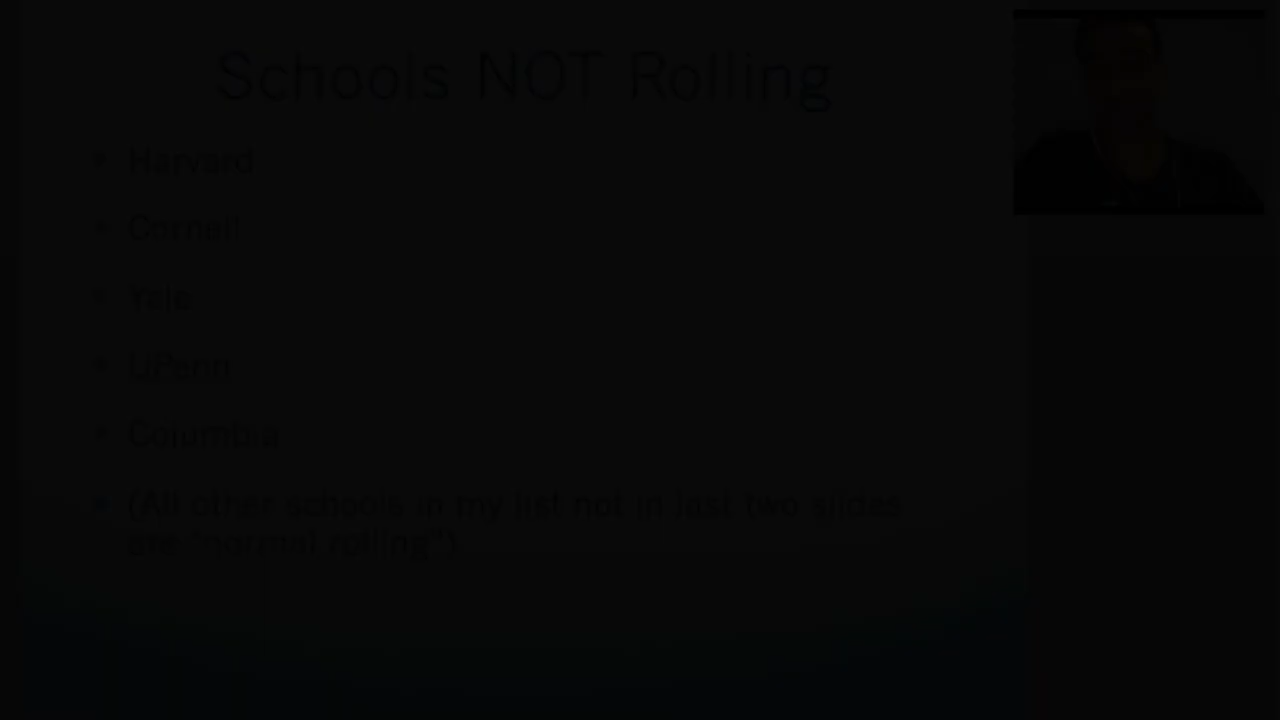 Schools NOT Rolling
Harvard
Cornell
Yale
UPenn
Columbia
(All other schools in my list not in last two slides
are "normal rolling")